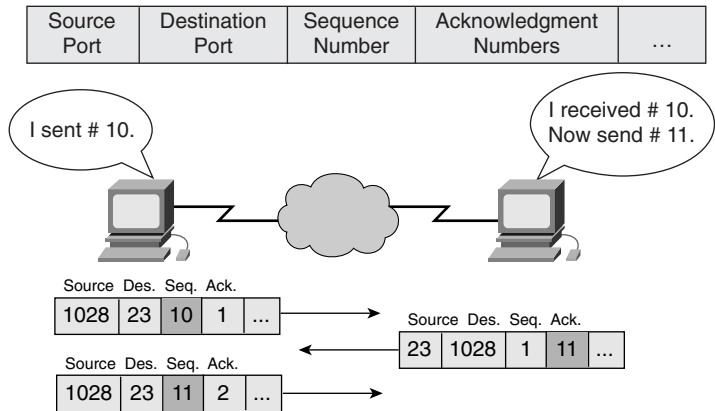 Source Port Destination Port Sequence Number Acknowledgment Numbers ...
I sent # 10.
I received # 10.
Now send # 11.
Source Des. Seq. Ack.
1028 23 10 1 ...
Source Des. Seq. Ack.
23 1028 1 11 ...
Source Des. Seq. Ack.
1028 23 11 2 ...